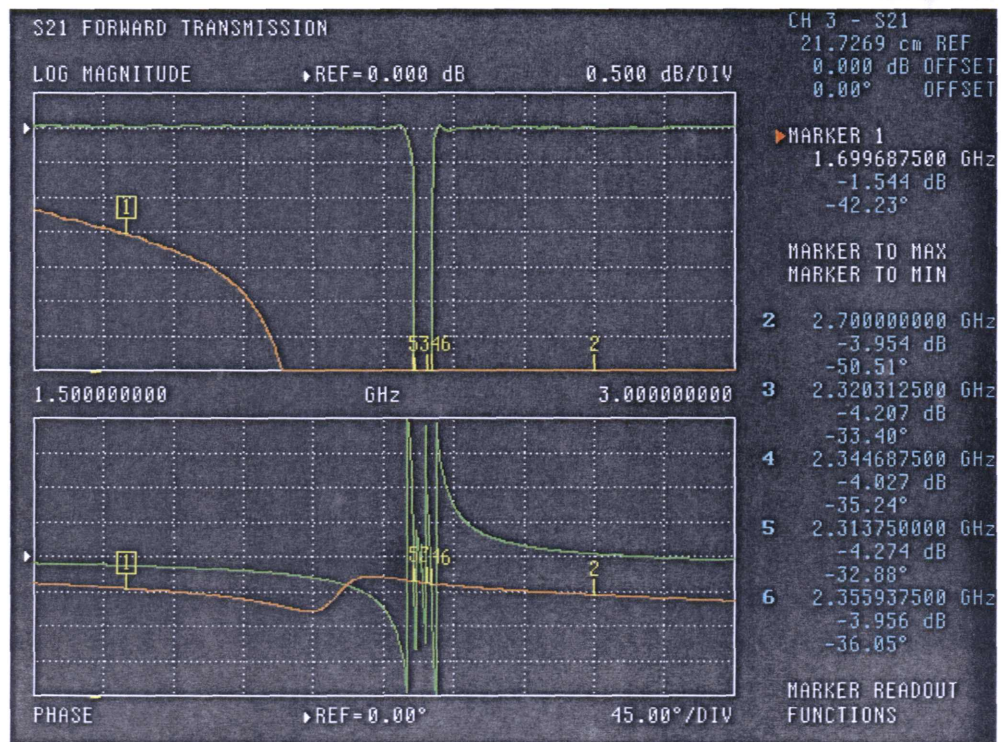 S21 FORWARD TRANSMISSION
LOG MAGNITUDE ▸REF=0.000 dB 0.500 dB/DIV
1
5346 2
1.500000000 GHz 3.000000000
1
2
PHASE ▸REF=0.00° 45.00°/DIV
CH 3 - S21
21.7269 cm REF
0.000 dB OFFSET
0.00° OFFSET
▶MARKER 1
1.699687500 GHz
-1.544 dB
-42.23°
MARKER TO MAX
MARKER TO MIN
2 2.700000000 GHz
-3.954 dB
-50.51°
3 2.320312500 GHz
-4.207 dB
-33.40°
4 2.344687500 GHz
-4.027 dB
-35.24°
5 2.313750000 GHz
-4.274 dB
-32.88°
6 2.355937500 GHz
-3.956 dB
-36.05°
MARKER READOUT
FUNCTIONS